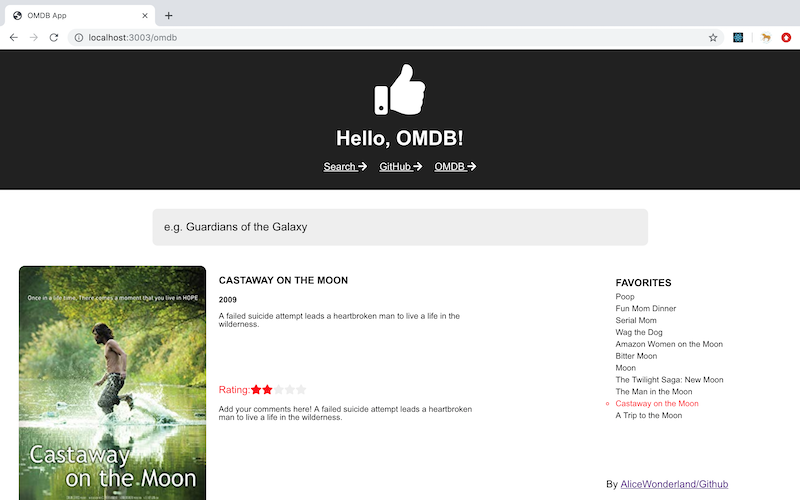 OMDB App
localhost:3003/omdb
Hello, OMDB!
Search GitHub OMDB
e.g. Guardians of the Galaxy
Once in a life time, There comes a moment that you live in HOPE
Castaway
on the Moon
CASTAWAY ON THE MOON
2009
A failed suicide attempt leads a heartbroken man to live a life in the
wilderness.
Rating:
Add your comments here! A failed suicide attempt leads a heartbroken
man to live a life in the wilderness.
FAVORITES
Poop
Fun Mom Dinner
Serial Mom
Wag the Dog
Amazon Women on the Moon
Bitter Moon
Moon
The Twilight Saga: New Moon
The Man in the Moon
Castaway on the Moon
A Trip to the Moon
By AliceWonderland/Github